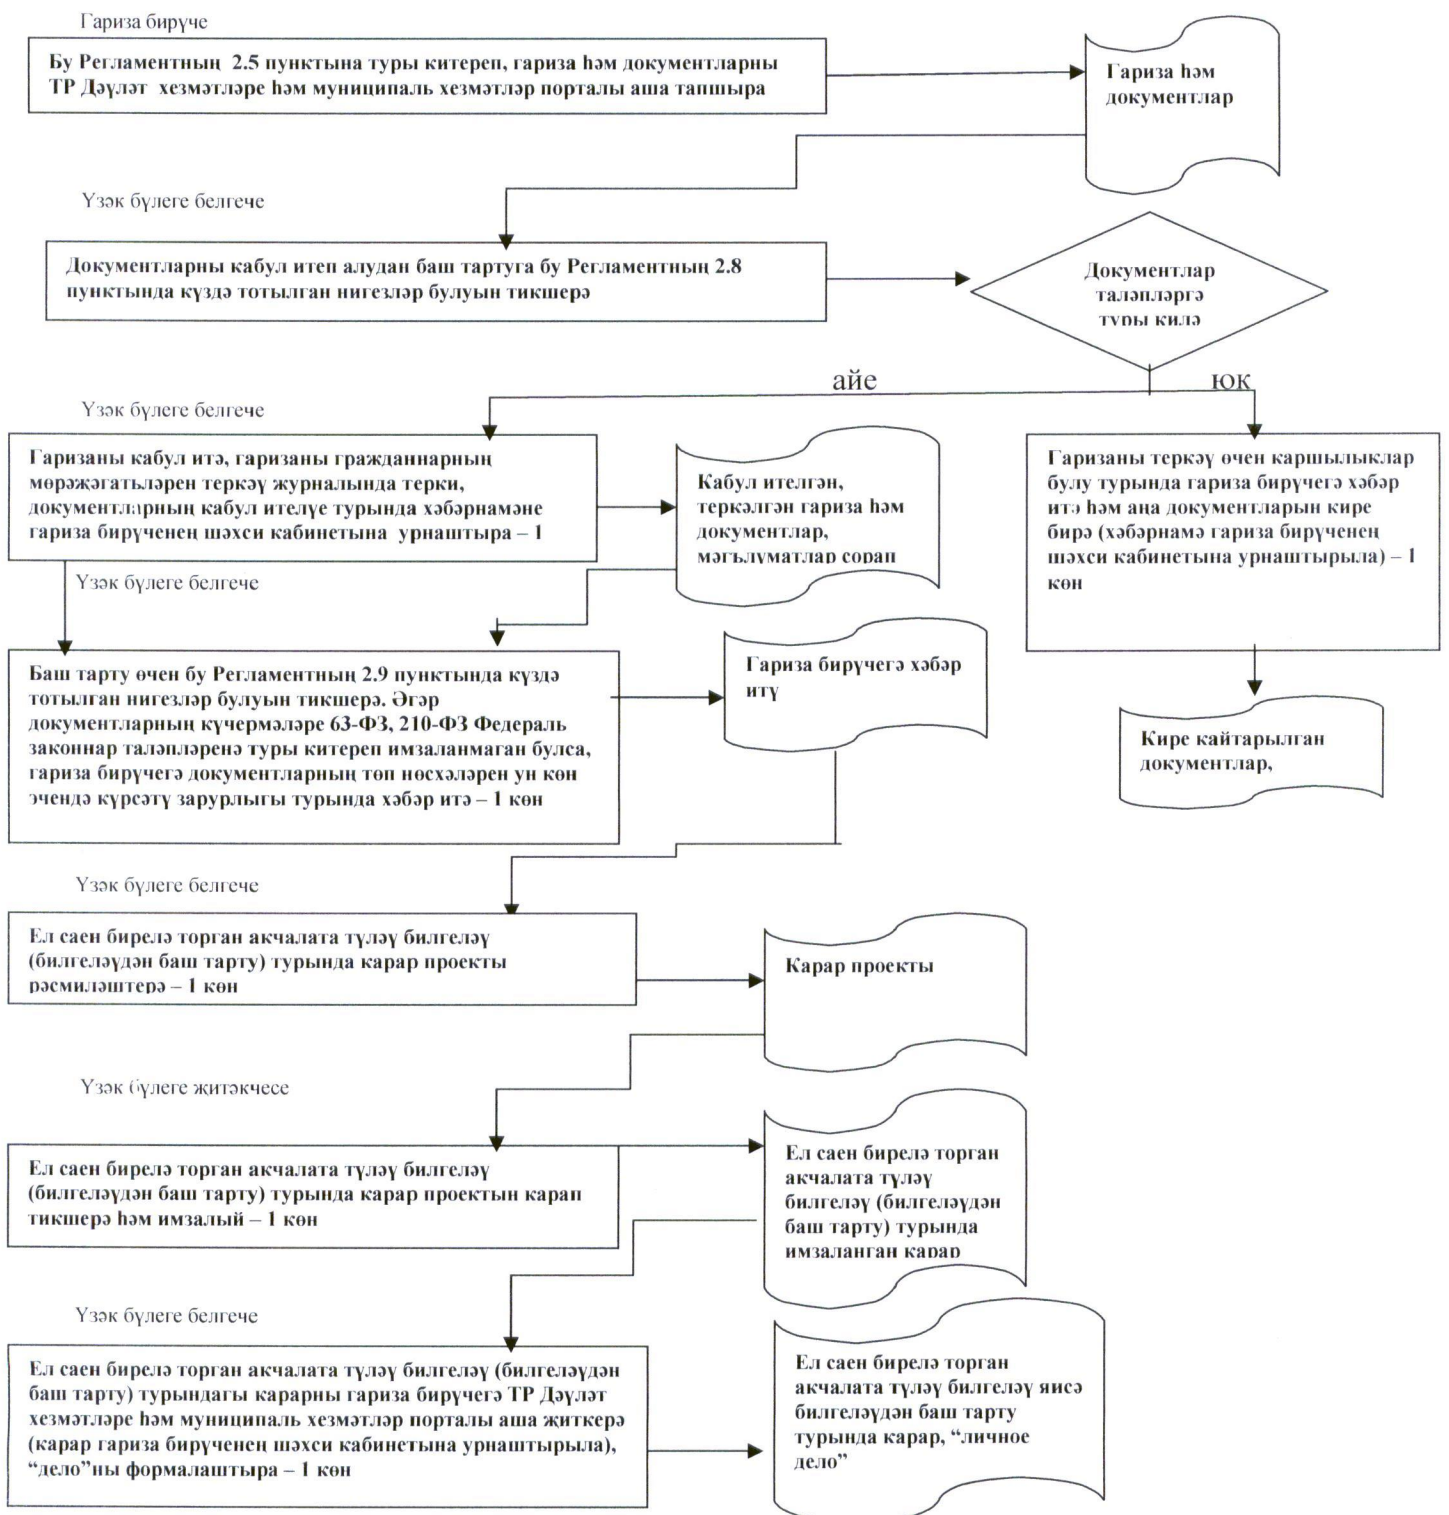 Гариза бирүче
Бу Регламентның 2.5 пунктына туры китереп, гариза һәм документларны
ТР Дәүләт хезмәтләре һәм муниципаль хезмәтләр порталы аша тапшыра
Гариза һәм
документлар
Үзәк бүлеге белгече
Документларны кабул итеп алудан баш тартуга бу Регламентның 2.8
пунктында күздә тотылган нигезләр булуын тикшерә
Документлар
таләпләргә
туры килә
айе
юк
Үзәк бүлеге белгече
Гаризаны кабул итә, гаризаны гражданнарның
мөрәҗәгатьләрен теркәү журналында терки,
документларның кабул ителүе турында хәбәрнамәне
гариза бирүченең шәхси кабинетына урнаштыра – 1
Кабул ителгән,
теркәлгән гариза һәм
документлар,
мәгълүматлар сорап
Гаризаны теркәү өчен каршылыклар
булу турында гариза бирүчегә хәбәр
итә һәм аңа документларын кире
бирә (хәбәрнамә гариза бирүченең
шәхси кабинетына урнаштырыла) – 1
көн
Үзәк бүлеге белгече
Баш тарту өчен бу Регламентның 2.9 пунктында күздә
тотылган нигезләр булуын тикшерә. Әгәр
документларның күчермәләре 63-ФЗ, 210-ФЗ Федераль
законнар таләпләренә туры китереп имзаланмаган булса,
гариза бирүчегә документларның төп нөсхәләрен ун көн
эчендә күрсәтү зарурлыгы турында хәбәр итә – 1 көн
Гариза бирүчегә хәбәр
итү
Кире кайтарылган
документлар,
Үзәк бүлеге белгече
Ел саен бирелә торган акчалата түләү билгеләү
(билгеләүдән баш тарту) турында карар проекты
рәсмиләштерә – 1 көн
Карар проекты
Үзәк бүлеге җитәкчесе
Ел саен бирелә торган акчалата түләү билгеләү
(билгеләүдән баш тарту) турында карар проектын карап
тикшерә һәм имзалый – 1 көн
Ел саен бирелә торган
акчалата түләү
билгеләү (билгеләүдән
баш тарту) турында
имзаланган карар
Үзәк бүлеге белгече
Ел саен бирелә торган акчалата түләү билгеләү (билгеләүдән
баш тарту) турындагы карарны гариза бирүчегә ТР Дәүләт
хезмәтләре һәм муниципаль хезмәтләр порталы аша җиткерә
(карар гариза бирүченең шәхси кабинетына урнаштырыла),
“дело”ны формалаштыра – 1 көн
Ел саен бирелә торган
акчалата түләү билгеләү яисә
билгеләүдән баш тарту
турында карар, “личное
дело”